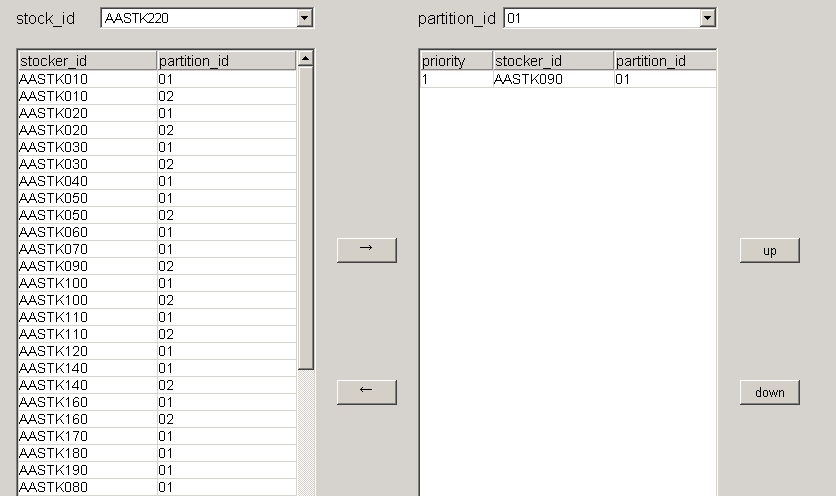 stock_id AASTK220 partition_id 01
stocker_id partition_id priority stocker_id partition_id
AASTK010 01 1 AASTK090 01
AASTK010 02
AASTK020 01
AASTK020 02
AASTK030 01
AASTK030 02
AASTK040 01
AASTK050 01
AASTK050 02
AASTK060 01
AASTK070 01 → up
AASTK090 02
AASTK100 01
AASTK100 02
AASTK110 01
AASTK110 02
AASTK120 01
AASTK140 01
AASTK140 02 ← down
AASTK160 01
AASTK160 02
AASTK170 01
AASTK180 01
AASTK190 01
AASTK080 01